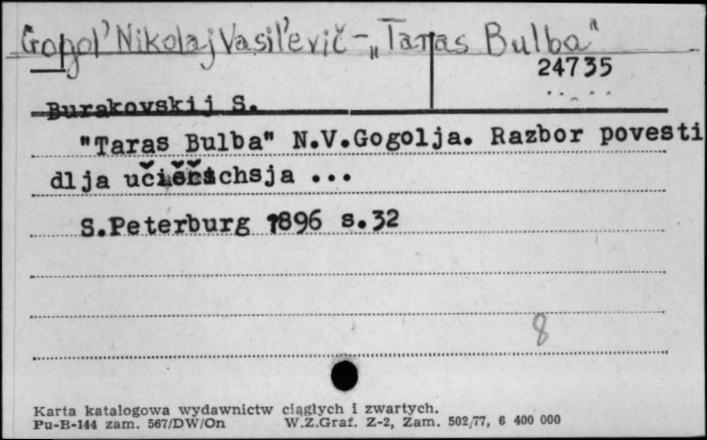 Gogol' Nikolaj Vasil'evič - „Taras Bulba"
24735
Burakovskij S.
"Taras Bulba" N.V.Gogolja. Razbor povesti
dlja učaščichsja ...
S.Peterburg 1896 s.32
8
Karta katalogowa wydawnictw ciągłych i zwartych.
Pu-B-144 zam. 567/DW/On W.Z.Graf. Z-2, Zam. 502/77, 6 400 000